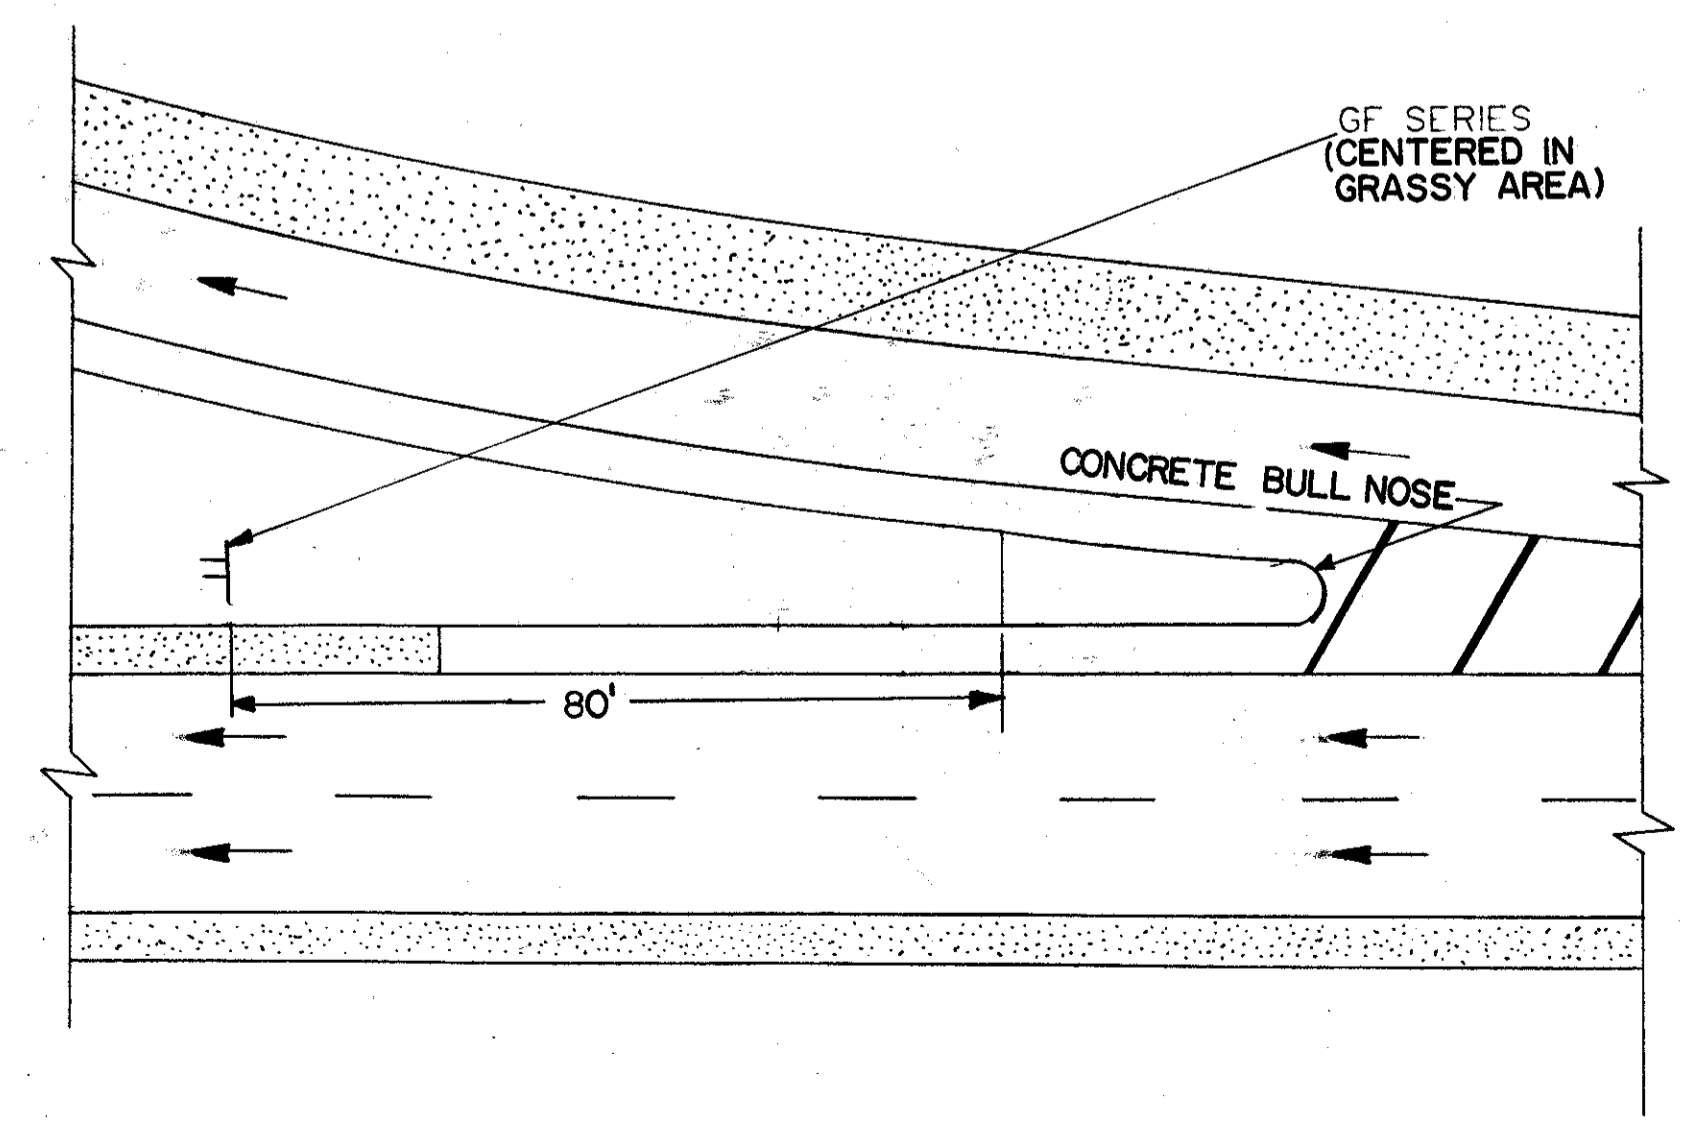 GF SERIES
(CENTERED IN
GRASSY AREA)
CONCRETE BULL NOSE
80'